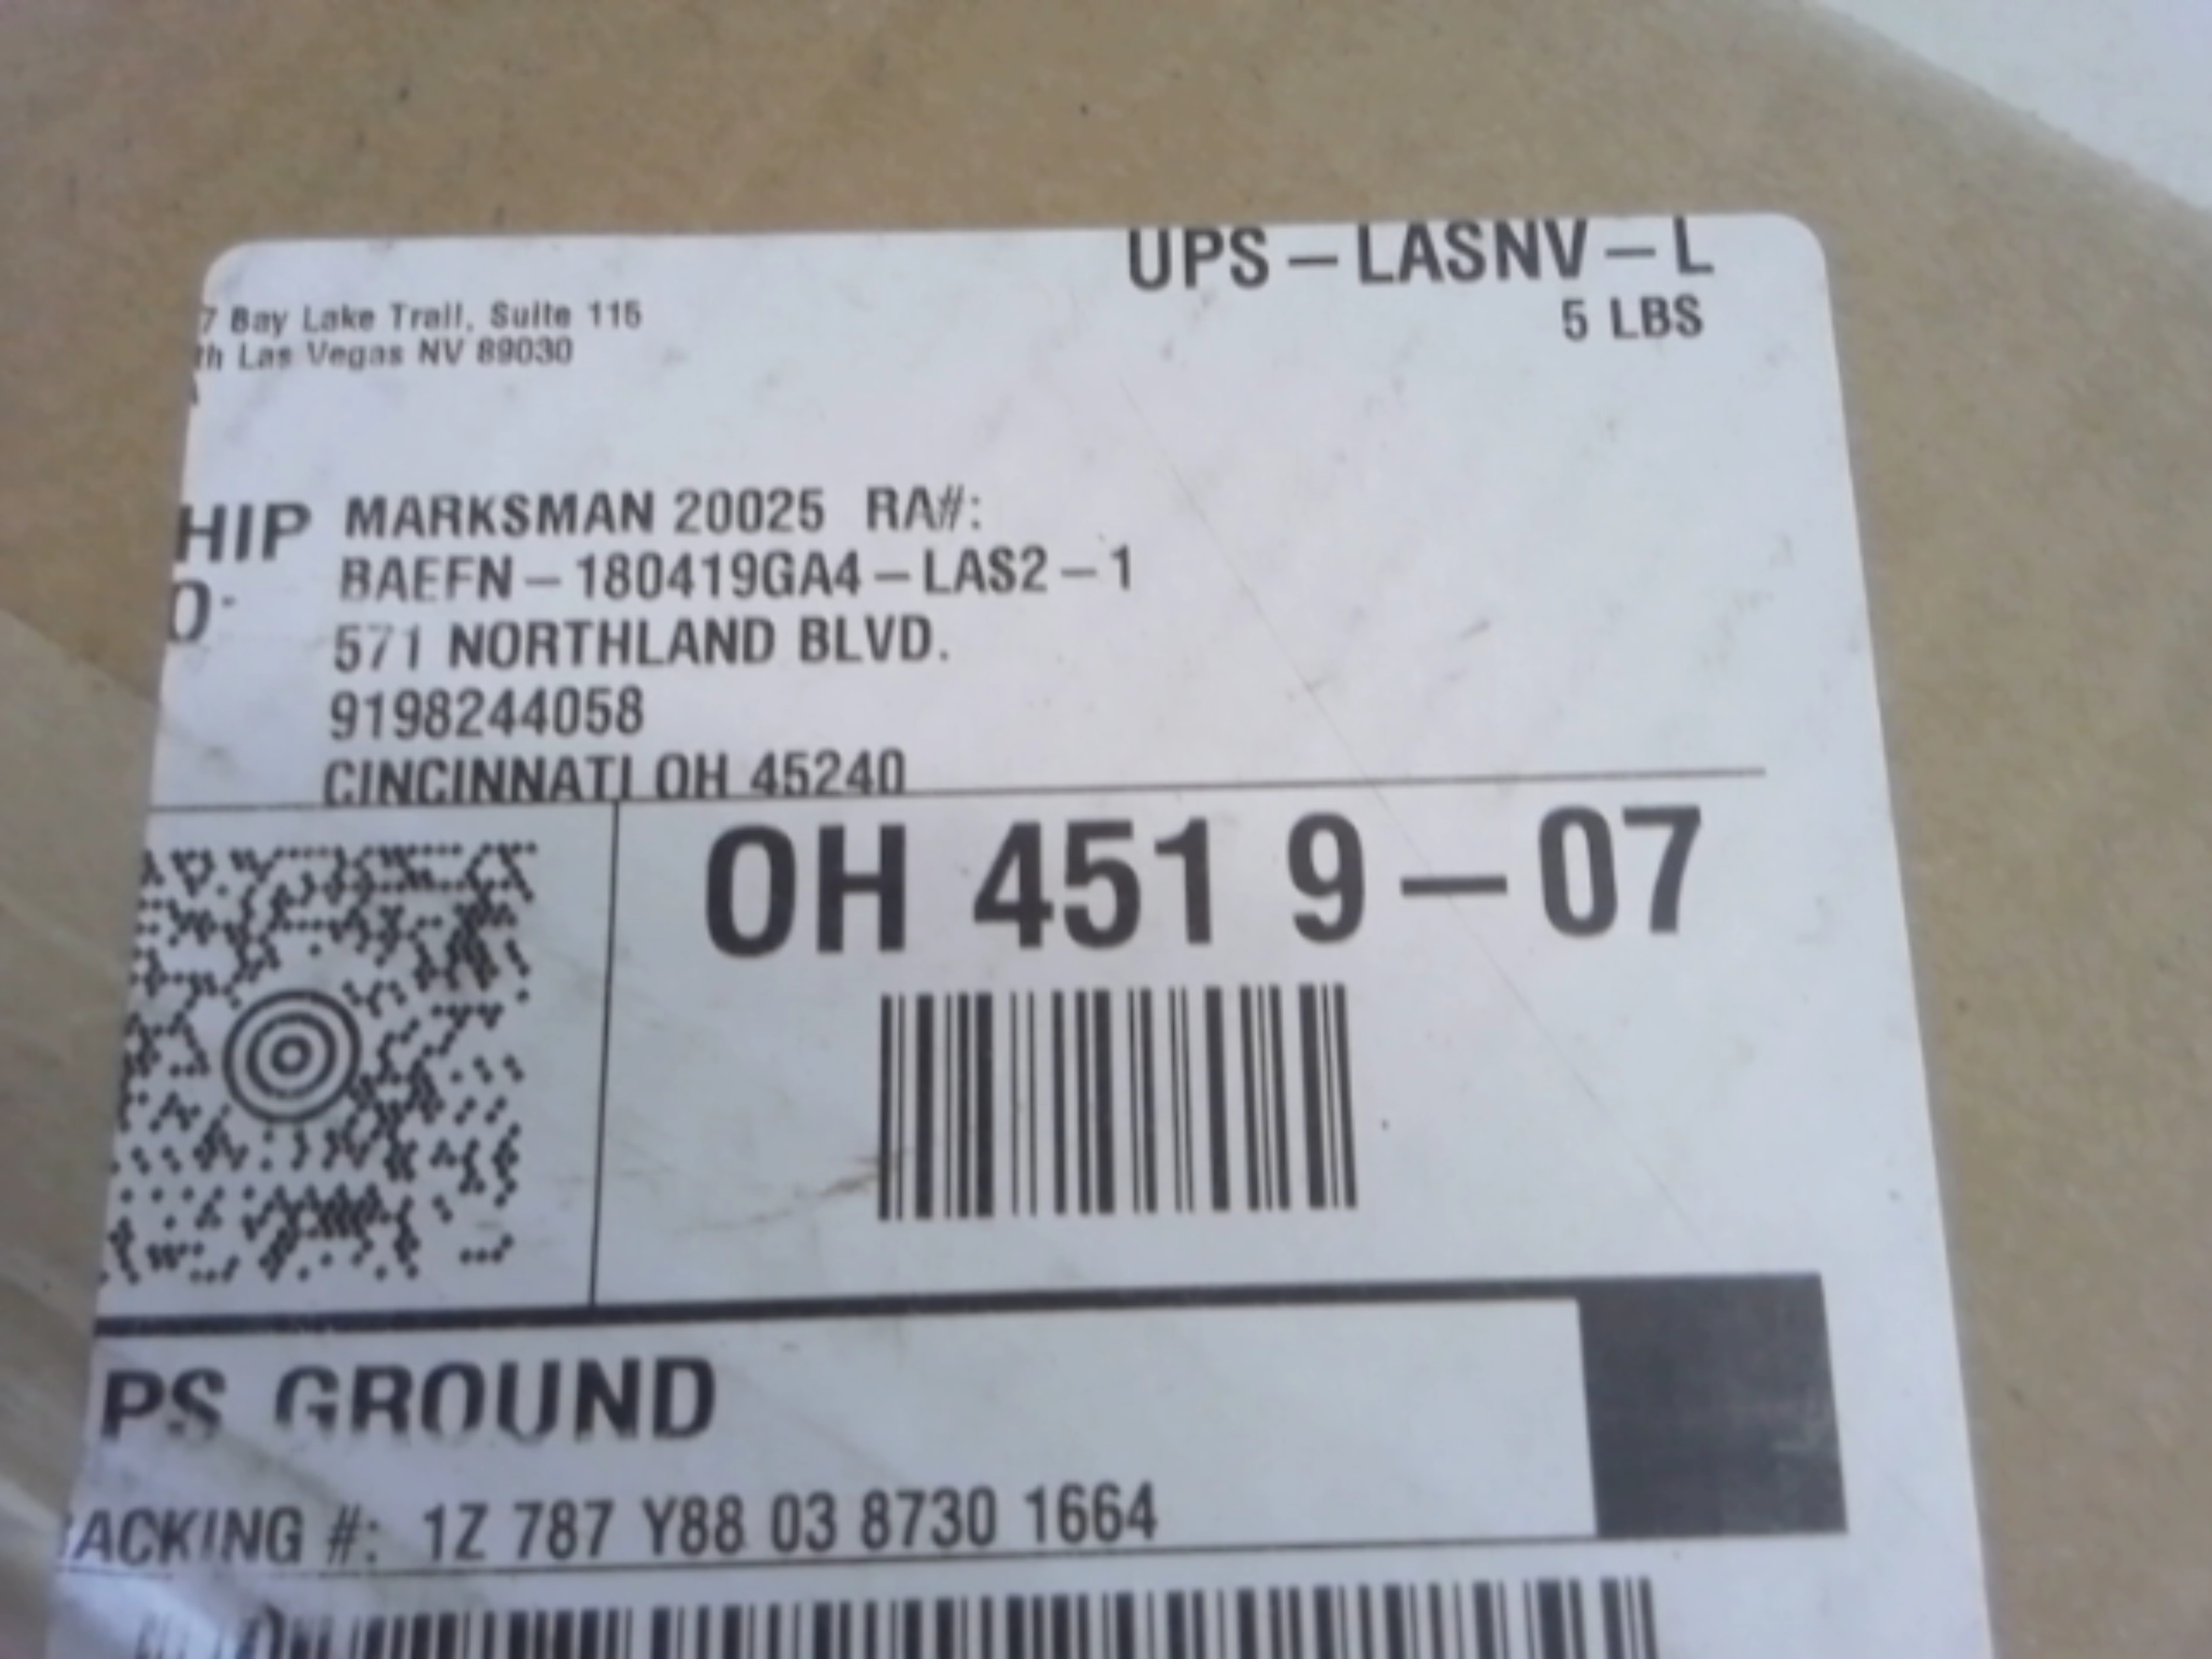 UPS – LASNV – L
5 LBS
7 Bay Lake Trail, Suite 115
th Las Vegas NV 89030
HIP
O:
MARKSMAN 20025 RA#:
BAEFN – 180419GA4 – LAS2 – 1
571 NORTHLAND BLVD.
9198244058
CINCINNATI OH 45240
OH 451 9 – 07
PS GROUND
ACKING #: 1Z 787 Y88 03 8730 1664